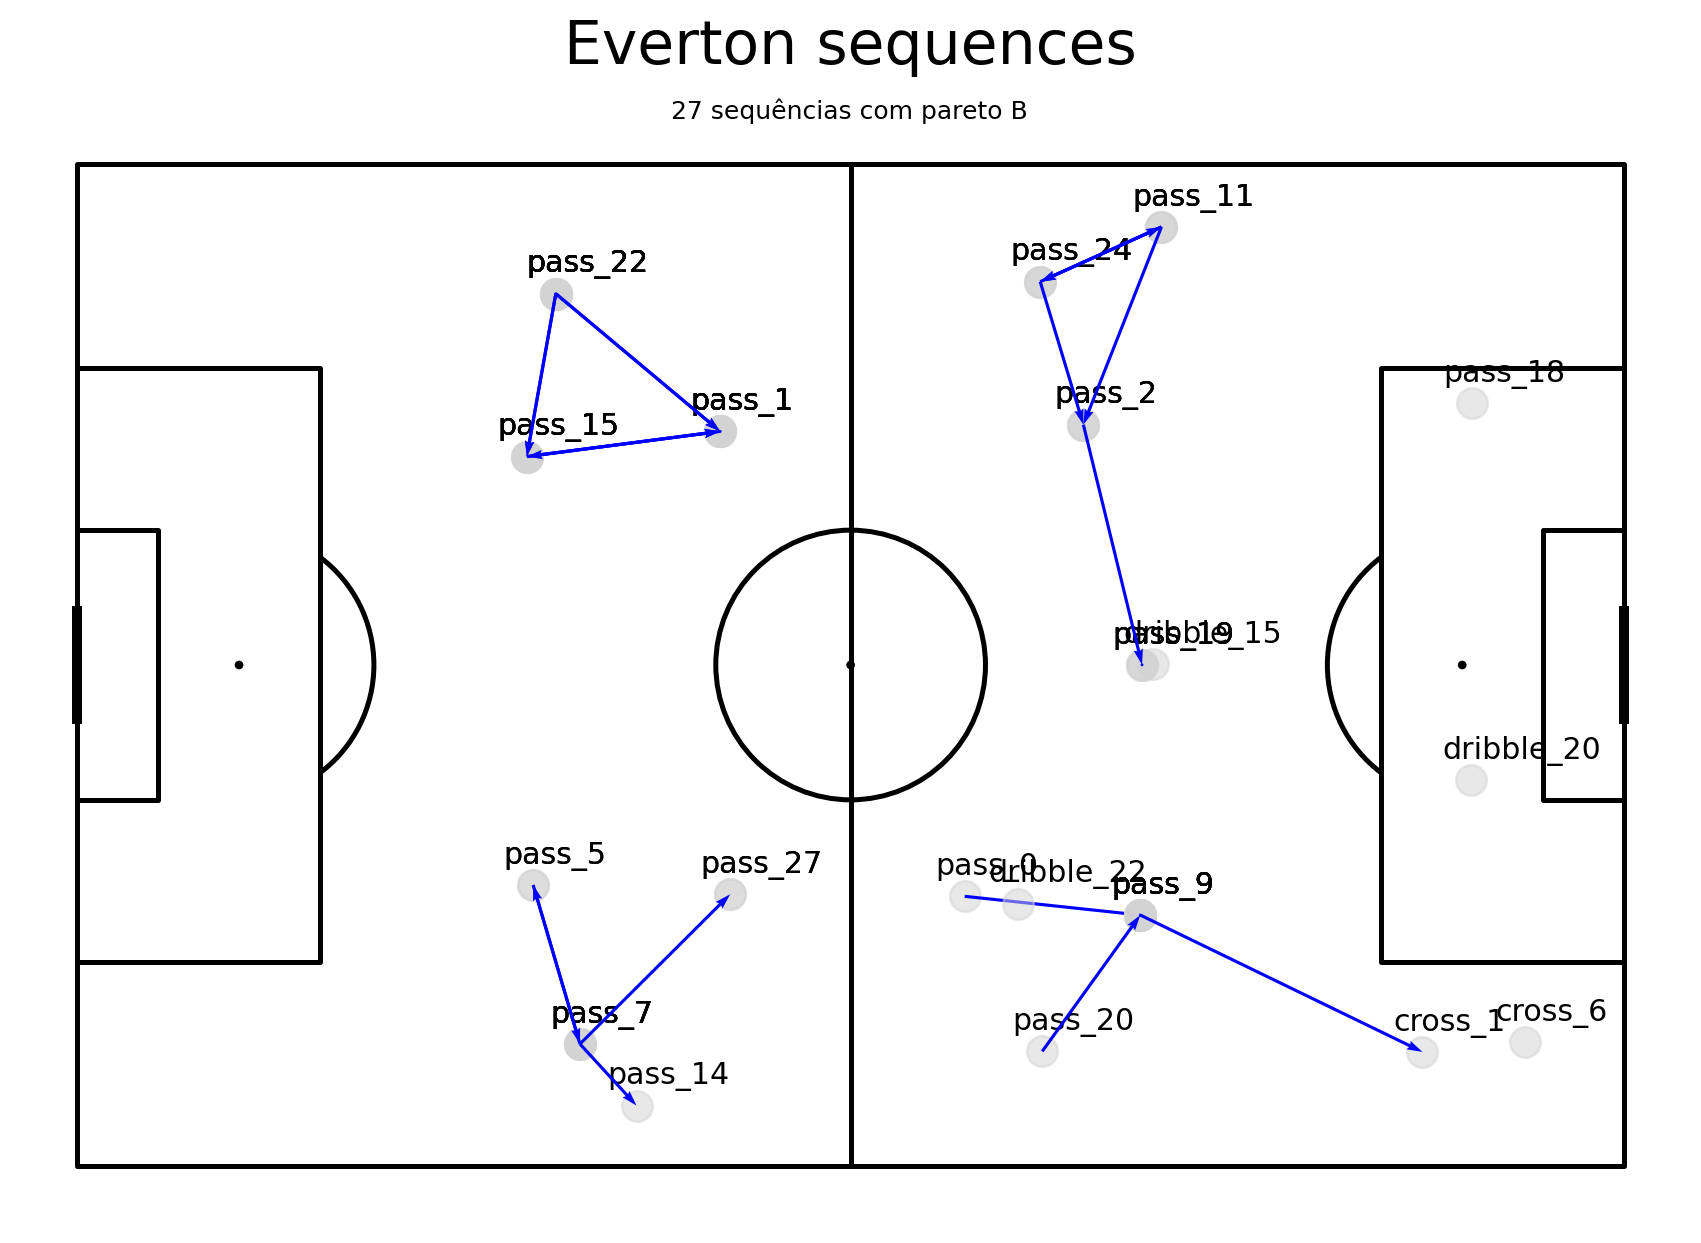 Everton sequences
27 sequências com pareto B
pass_11
pass_24
pass_22
pass_18
pass_2
pass_1
pass_15
pass_19
dribble_15
dribble_20
pass_5
pass_27
pass_0
dribble_22
pass_9
pass_7
pass_20
cross_1
cross_6
pass_14